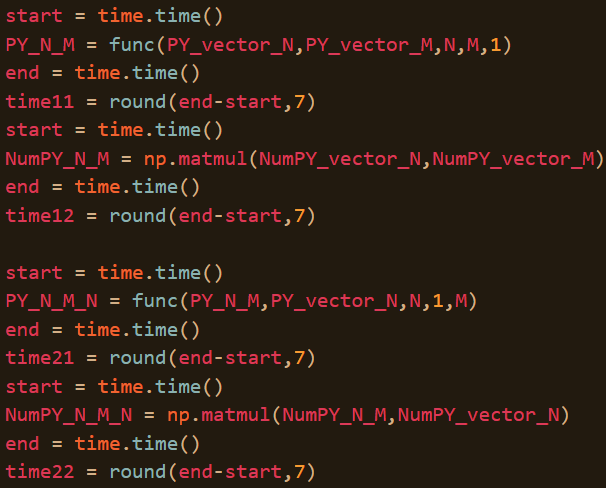 start = time.time()
PY_N_M = func(PY_vector_N,PY_vector_M,N,M,1)
end = time.time()
time11 = round(end-start,7)
start = time.time()
NumPY_N_M = np.matmul(NumPY_vector_N,NumPY_vector_M)
end = time.time()
time12 = round(end-start,7)
start = time.time()
PY_N_M_N = func(PY_N_M,PY_vector_N,N,1,M)
end = time.time()
time21 = round(end-start,7)
start = time.time()
NumPY_N_M_N = np.matmul(NumPY_N_M,NumPY_vector_N)
end = time.time()
time22 = round(end-start,7)